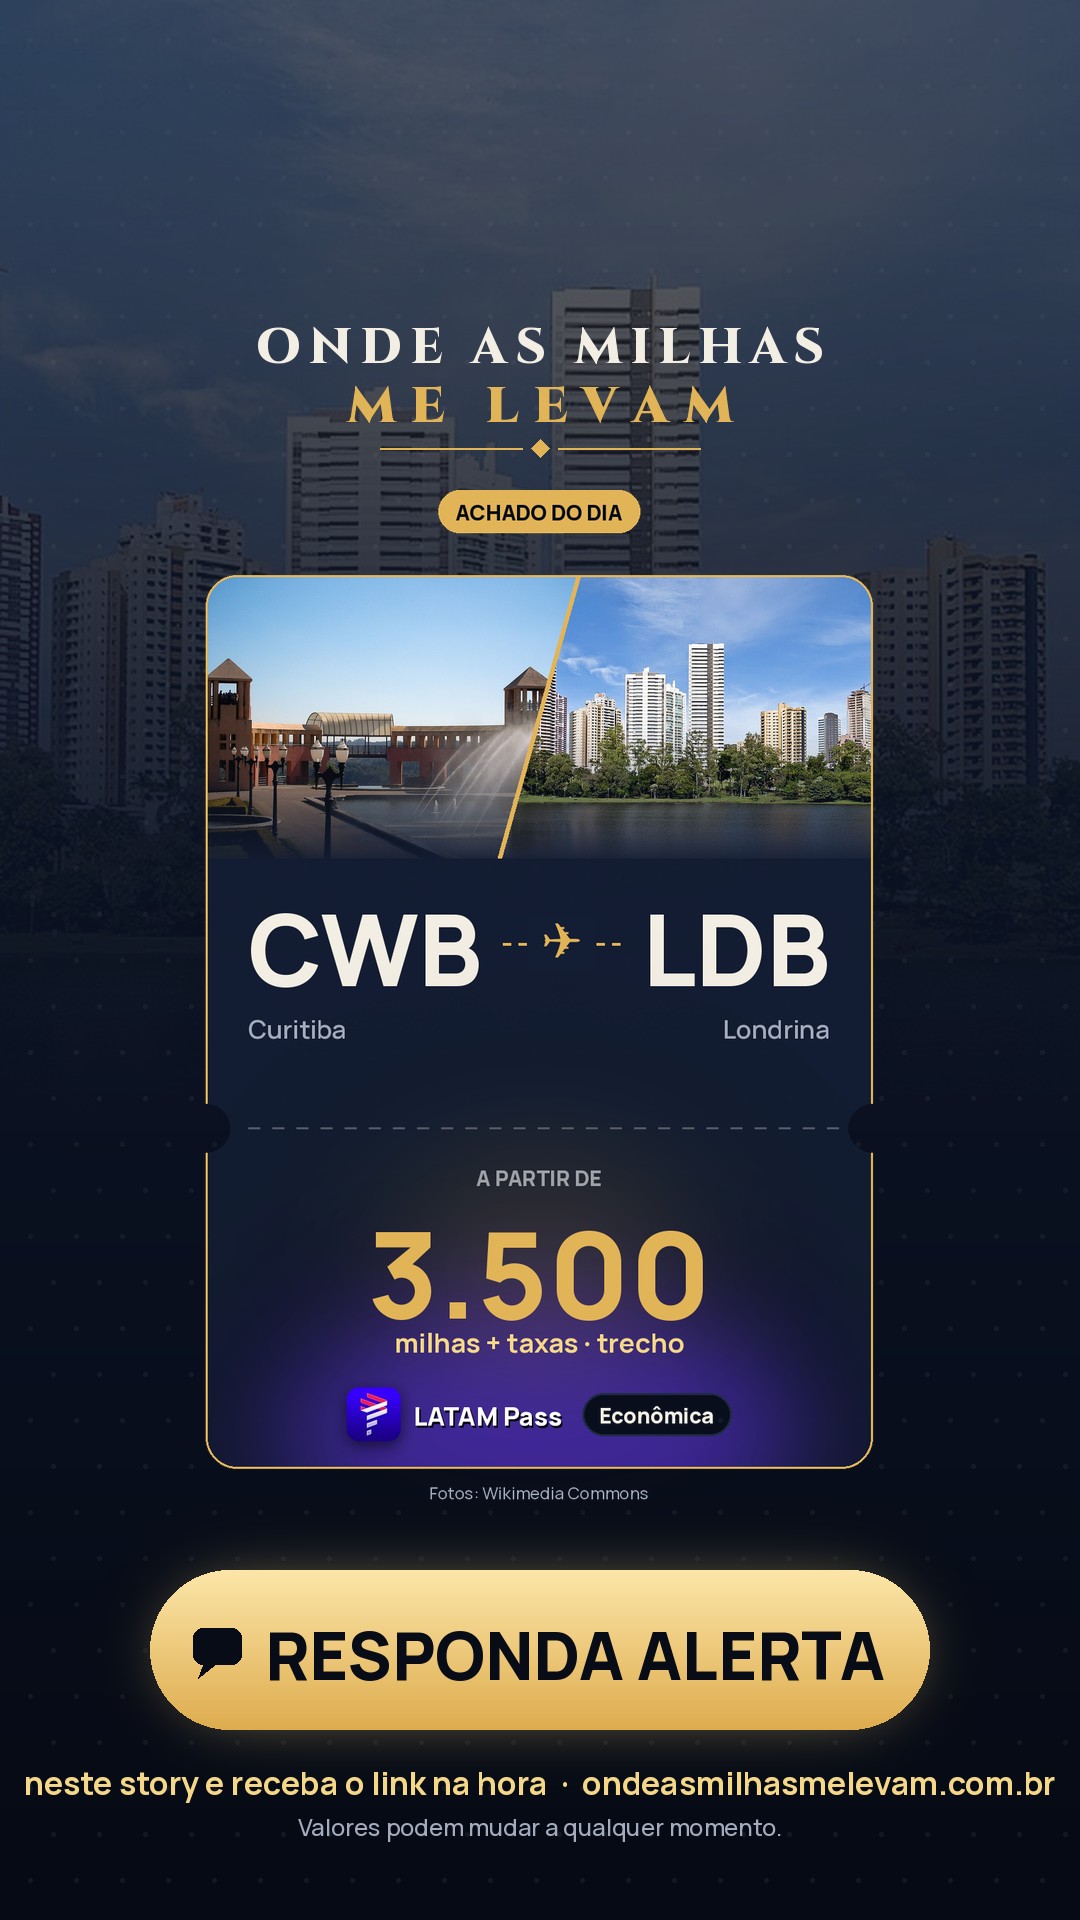 ONDE AS MILHAS
ME LEVAM
ACHADO DO DIA
CWB -- ✈ -- LDB
Curitiba Londrina
A PARTIR DE
3.500
milhas + taxas · trecho
LATAM Pass Econômica
Fotos: Wikimedia Commons
RESPONDA ALERTA
neste story e receba o link na hora · ondeasmilhasmelevam.com.br
Valores podem mudar a qualquer momento.